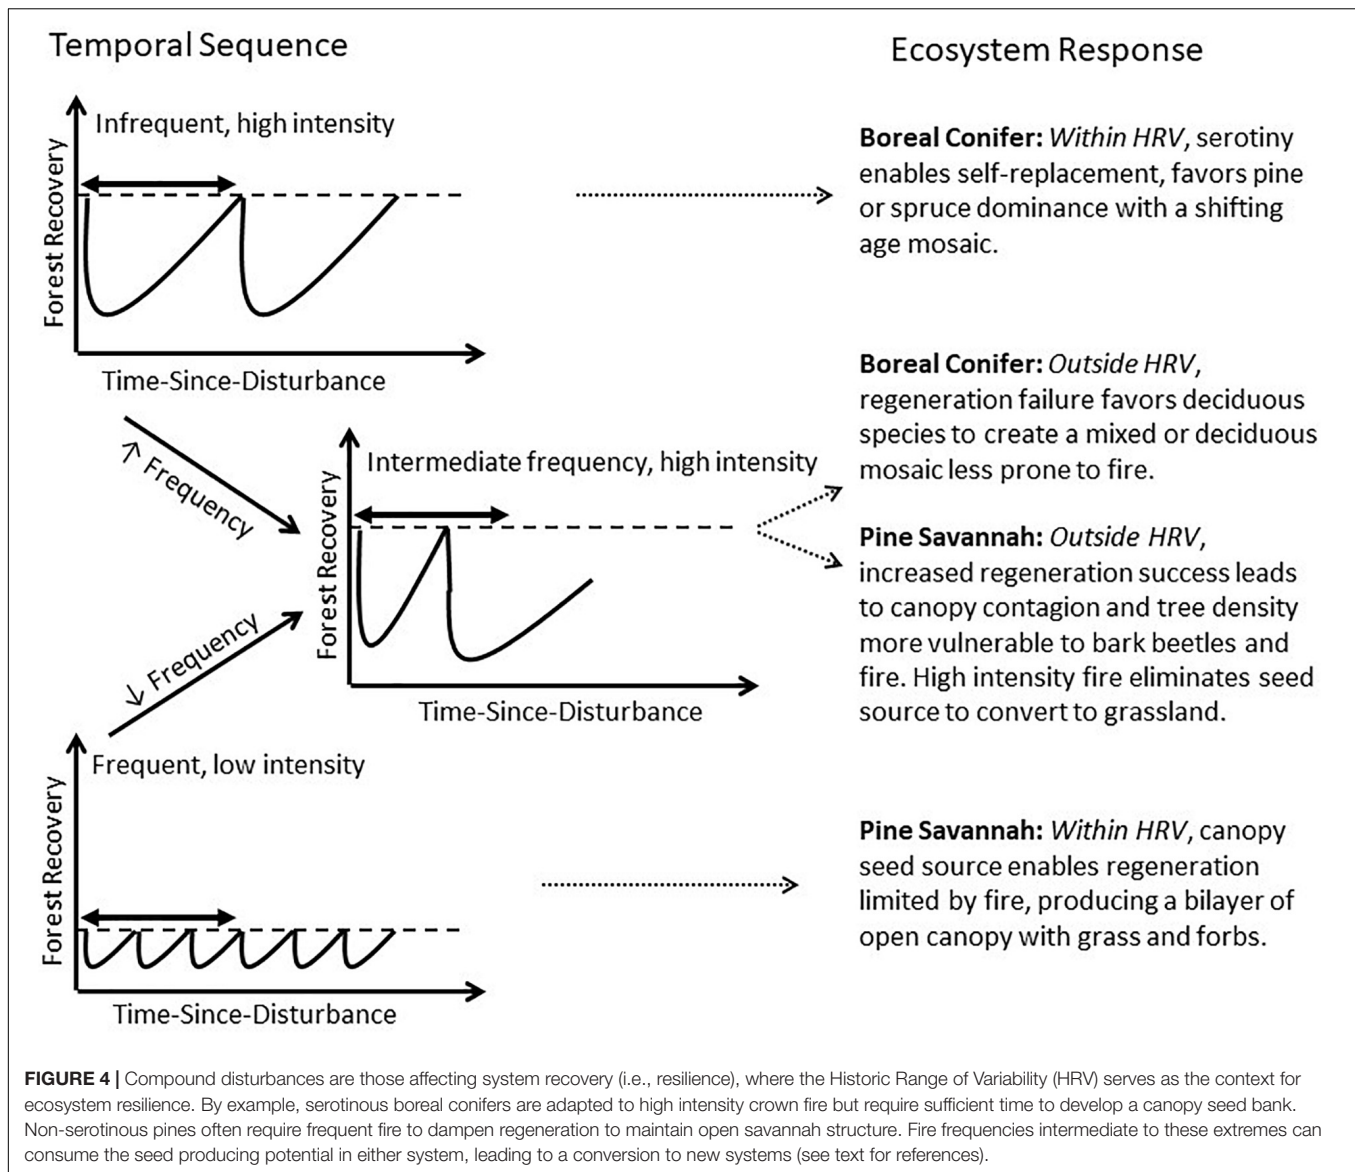 Temporal Sequence
Ecosystem Response
Infrequent, high intensity
Forest Recovery
Time-Since-Disturbance
Boreal Conifer: Within HRV, serotiny
enables self-replacement, favors pine
or spruce dominance with a shifting
age mosaic.
↑ Frequency
Intermediate frequency, high intensity
Forest Recovery
Time-Since-Disturbance
Boreal Conifer: Outside HRV,
regeneration failure favors deciduous
species to create a mixed or deciduous
mosaic less prone to fire.
Pine Savannah: Outside HRV,
increased regeneration success leads
to canopy contagion and tree density
more vulnerable to bark beetles and
fire. High intensity fire eliminates seed
source to convert to grassland.
↓ Frequency
Frequent, low intensity
Forest Recovery
Time-Since-Disturbance
Pine Savannah: Within HRV, canopy
seed source enables regeneration
limited by fire, producing a bilayer of
open canopy with grass and forbs.
FIGURE 4 | Compound disturbances are those affecting system recovery (i.e., resilience), where the Historic Range of Variability (HRV) serves as the context for
ecosystem resilience. By example, serotinous boreal conifers are adapted to high intensity crown fire but require sufficient time to develop a canopy seed bank.
Non-serotinous pines often require frequent fire to dampen regeneration to maintain open savannah structure. Fire frequencies intermediate to these extremes can
consume the seed producing potential in either system, leading to a conversion to new systems (see text for references).